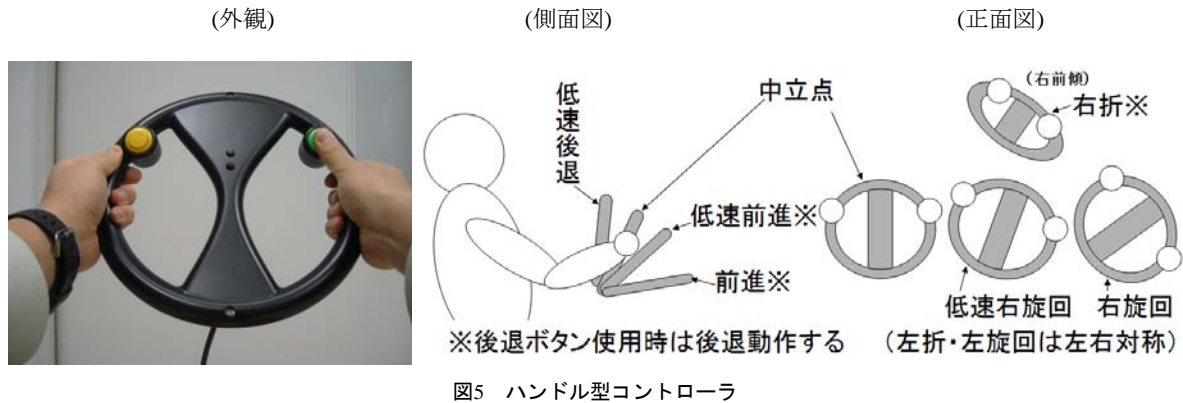 (外観)
(側面図)
(正面図)
低速後退
中立点
低速前進※
前進※
※後退ボタン使用時は後退動作する
(右前傾)
右折※
低速右旋回
右旋回
(左折・左旋回は左右対称)
図5 ハンドル型コントローラ